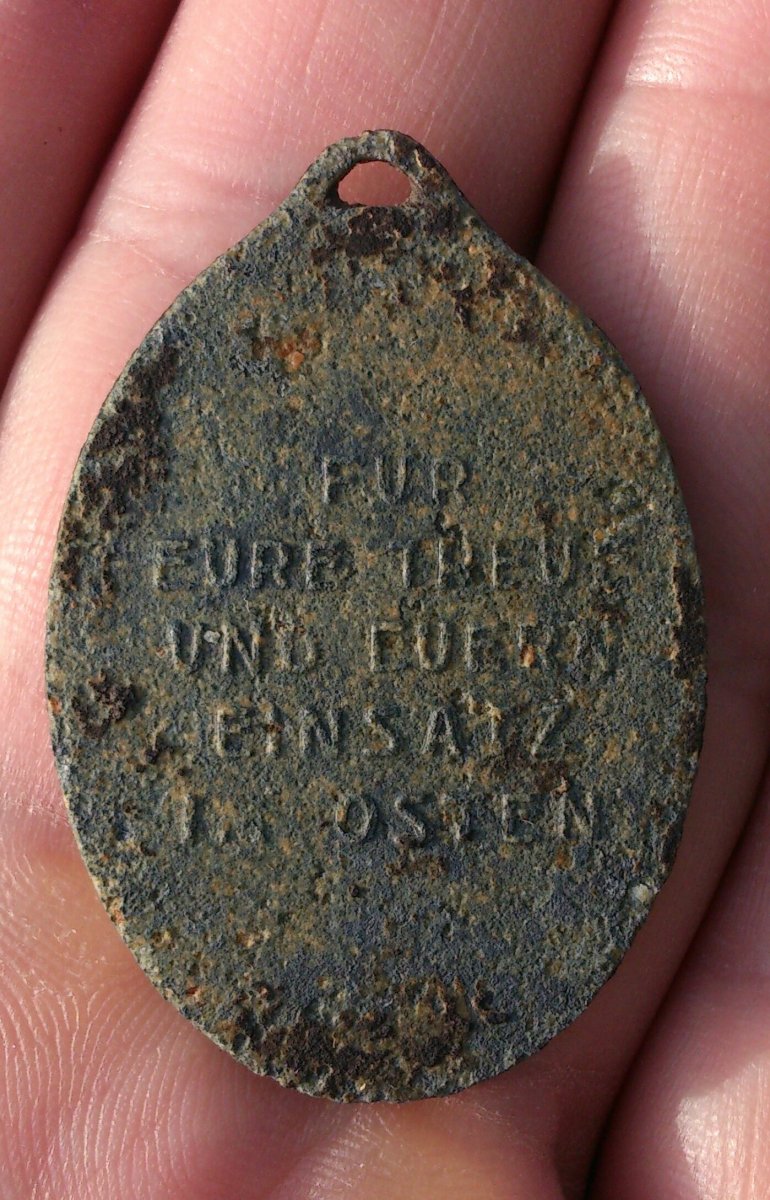 FUR
EURE TREUE
UND EUERN
EINSATZ
IM OSTEN